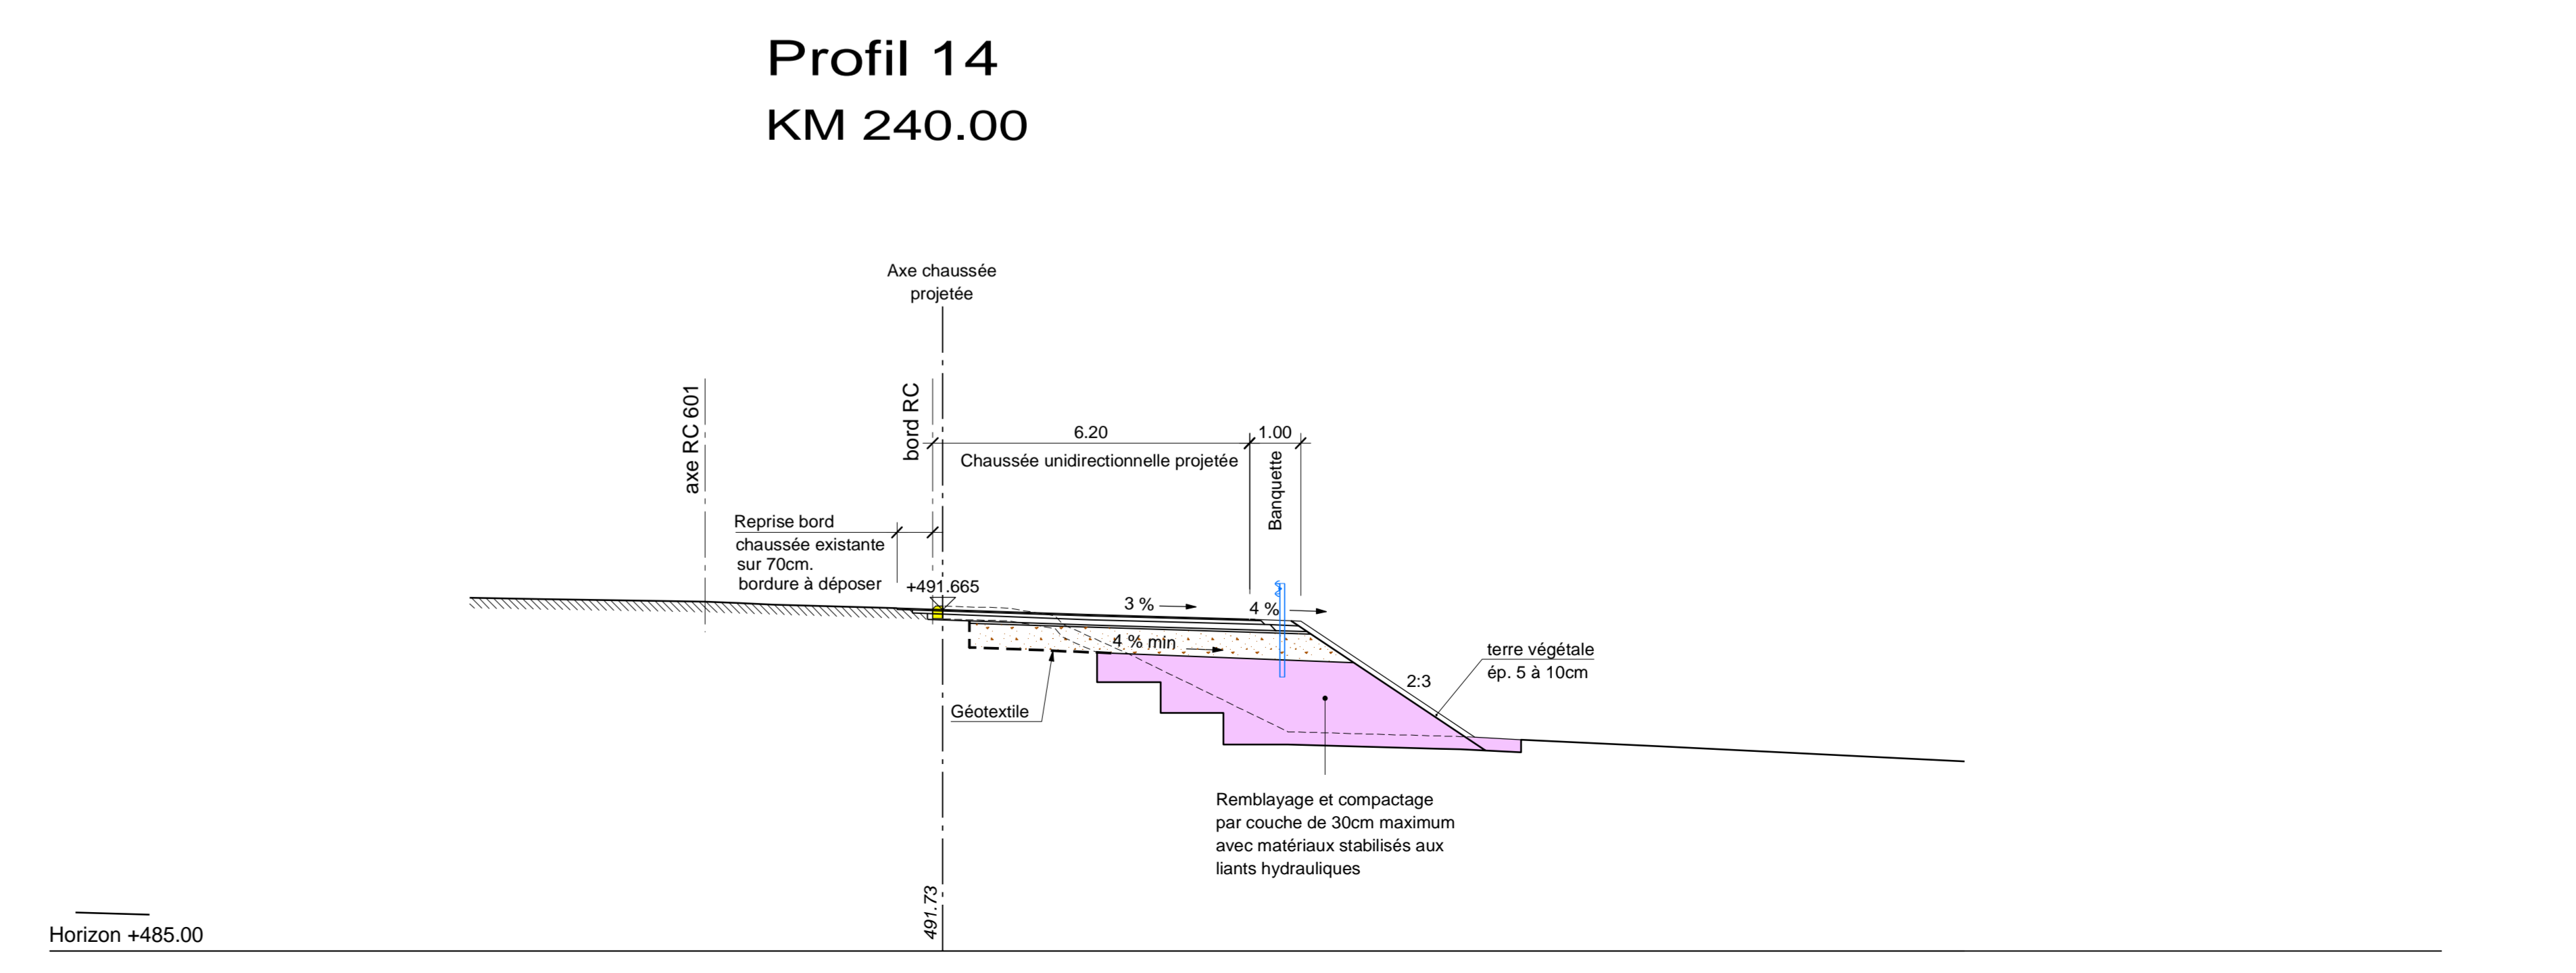 Profil 14
KM 240.00
Axe chaussée
projetée
axe RC 601
bord RC
6.20
1.00
Chaussée unidirectionnelle projetée
Banquette
Reprise bord
chaussée existante
sur 70cm.
bordure à déposer
+491.665
3 %
4 %
4 % min
2:3
terre végétale
ép. 5 à 10cm
Géotextile
Remblayage et compactage
par couche de 30cm maximum
avec matériaux stabilisés aux
liants hydrauliques
491.73
Horizon +485.00